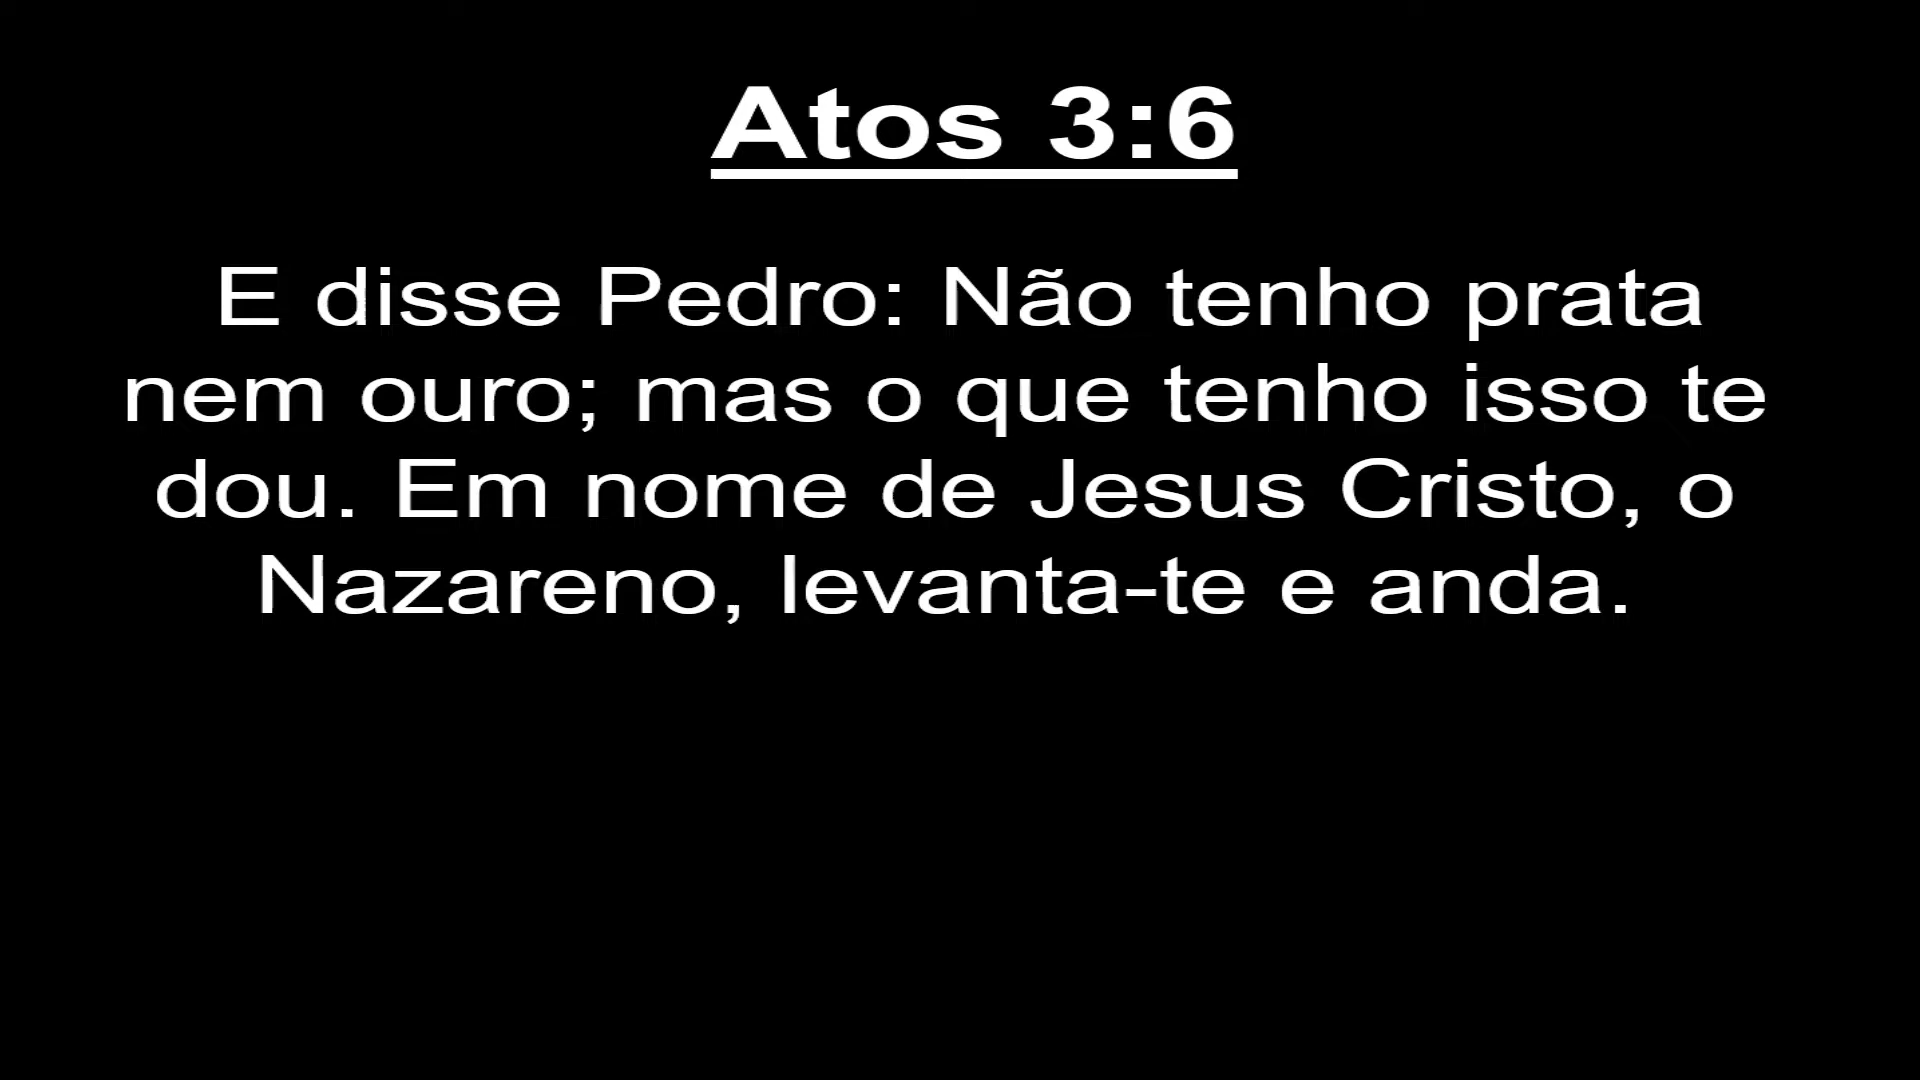 Atos 3:6
E disse Pedro: Não tenho prata
nem ouro; mas o que tenho isso te
dou. Em nome de Jesus Cristo, o
Nazareno, levanta-te e anda.